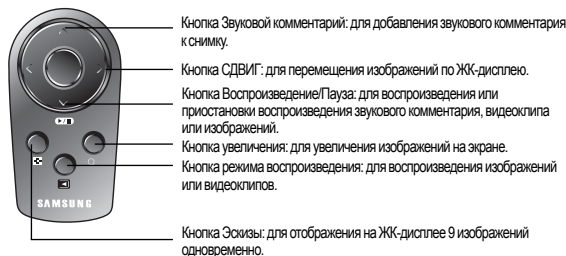 Кнопка Звуковой комментарий: для добавления звукового комментария
к снимку.
Кнопка СДВИГ: для перемещения изображений по ЖК-дисплею.
Кнопка Воспроизведение/Пауза: для воспроизведения или
приостановки воспроизведения звукового комментария, видеоклипа
или изображений.
Кнопка увеличения: для увеличения изображений на экране.
Кнопка режима воспроизведения: для воспроизведения изображений
или видеоклипов.
SAMSUNG
Кнопка Эскизы: для отображения на ЖК-дисплее 9 изображений
одновременно.